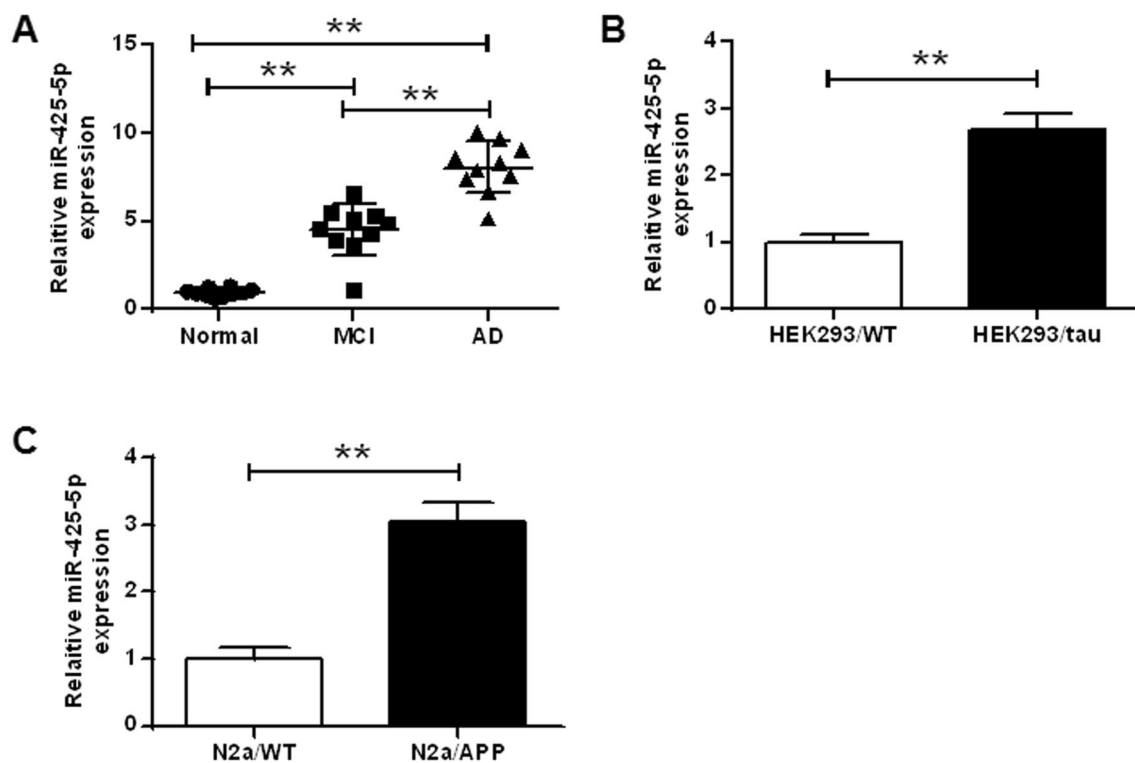 A
Relaitive miR-425-5p
expression
15
10
5
0
**
**
**
Normal
MCI
AD
B
Relaitive miR-425-5p
expression
4
3
2
1
0
**
HEK293/WT
HEK293/tau
C
Relaitive miR-425-5p
expression
4
3
2
1
0
**
N2a/WT
N2a/APP